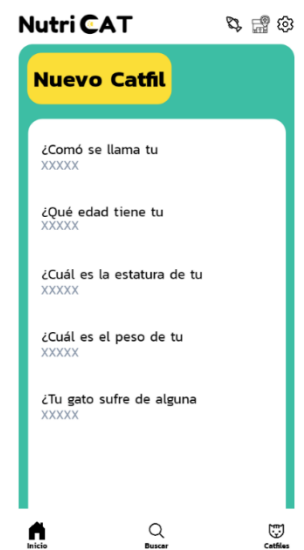 Nutri CAT
Nuevo Catfil
¿Comó se llama tu
XXXXX
¿Qué edad tiene tu
XXXXX
¿Cuál es la estatura de tu
XXXXX
¿Cuál es el peso de tu
XXXXX
¿Tu gato sufre de alguna
XXXXX
Inicio Buscar Catfiles